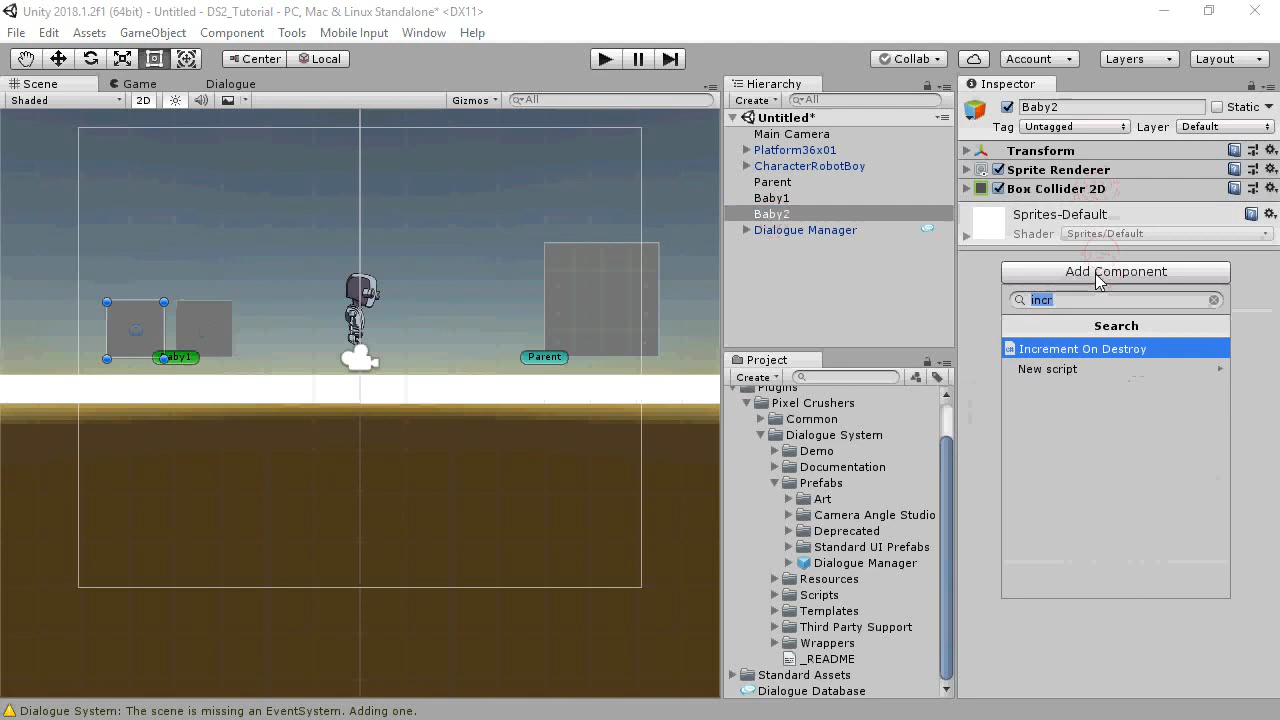 Unity 2018.1.2f1 (64bit) - Untitled - DS2_Tutorial - PC, Mac & Linux Standalone* <DX11>
File Edit Assets GameObject Component Tools Mobile Input Window Help
Center Local Collab Account Layers Layout
Scene Game Dialogue
Shaded 2D Gizmos All
Baby1
Parent
Hierarchy
Create All
Untitled*
Main Camera
Platform36x01
CharacterRobotBoy
Parent
Baby1
Baby2
Dialogue Manager
Project
Create
Plugins
Pixel Crushers
Common
Dialogue System
Demo
Documentation
Prefabs
Art
Camera Angle Studio
Deprecated
Standard UI Prefabs
Dialogue Manager
Resources
Scripts
Templates
Third Party Support
Wrappers
_README
Standard Assets
Dialogue Database
Inspector
Baby2 Static
Tag Untagged Layer Default
Transform
Sprite Renderer
Box Collider 2D
Sprites-Default
Shader Sprites/Default
Add Component
incr
Search
Increment On Destroy
New script
Dialogue System: The scene is missing an EventSystem. Adding one.